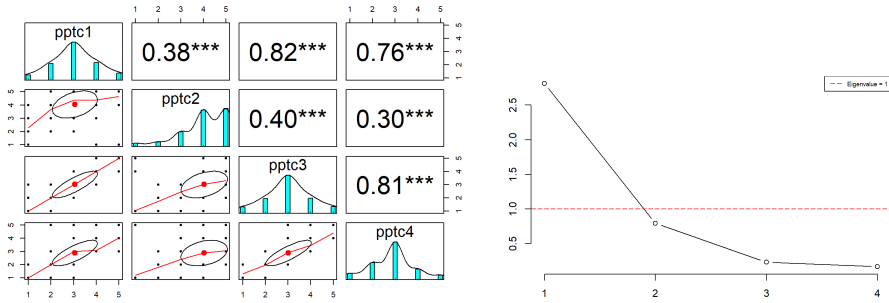 1 2 3 4 5
1 2 3 4 5
pptc1
0.38***
0.82***
0.76***
1 2 3 4 5
1 2 3 4 5
pptc2
0.40***
0.30***
pptc3
0.81***
1 2 3 4 5
1 2 3 4 5
pptc4
1 2 3 4 5
1 2 3 4 5
Eigenvalue = 1
2.5
2.0
1.5
1.0
0.5
1 2 3 4